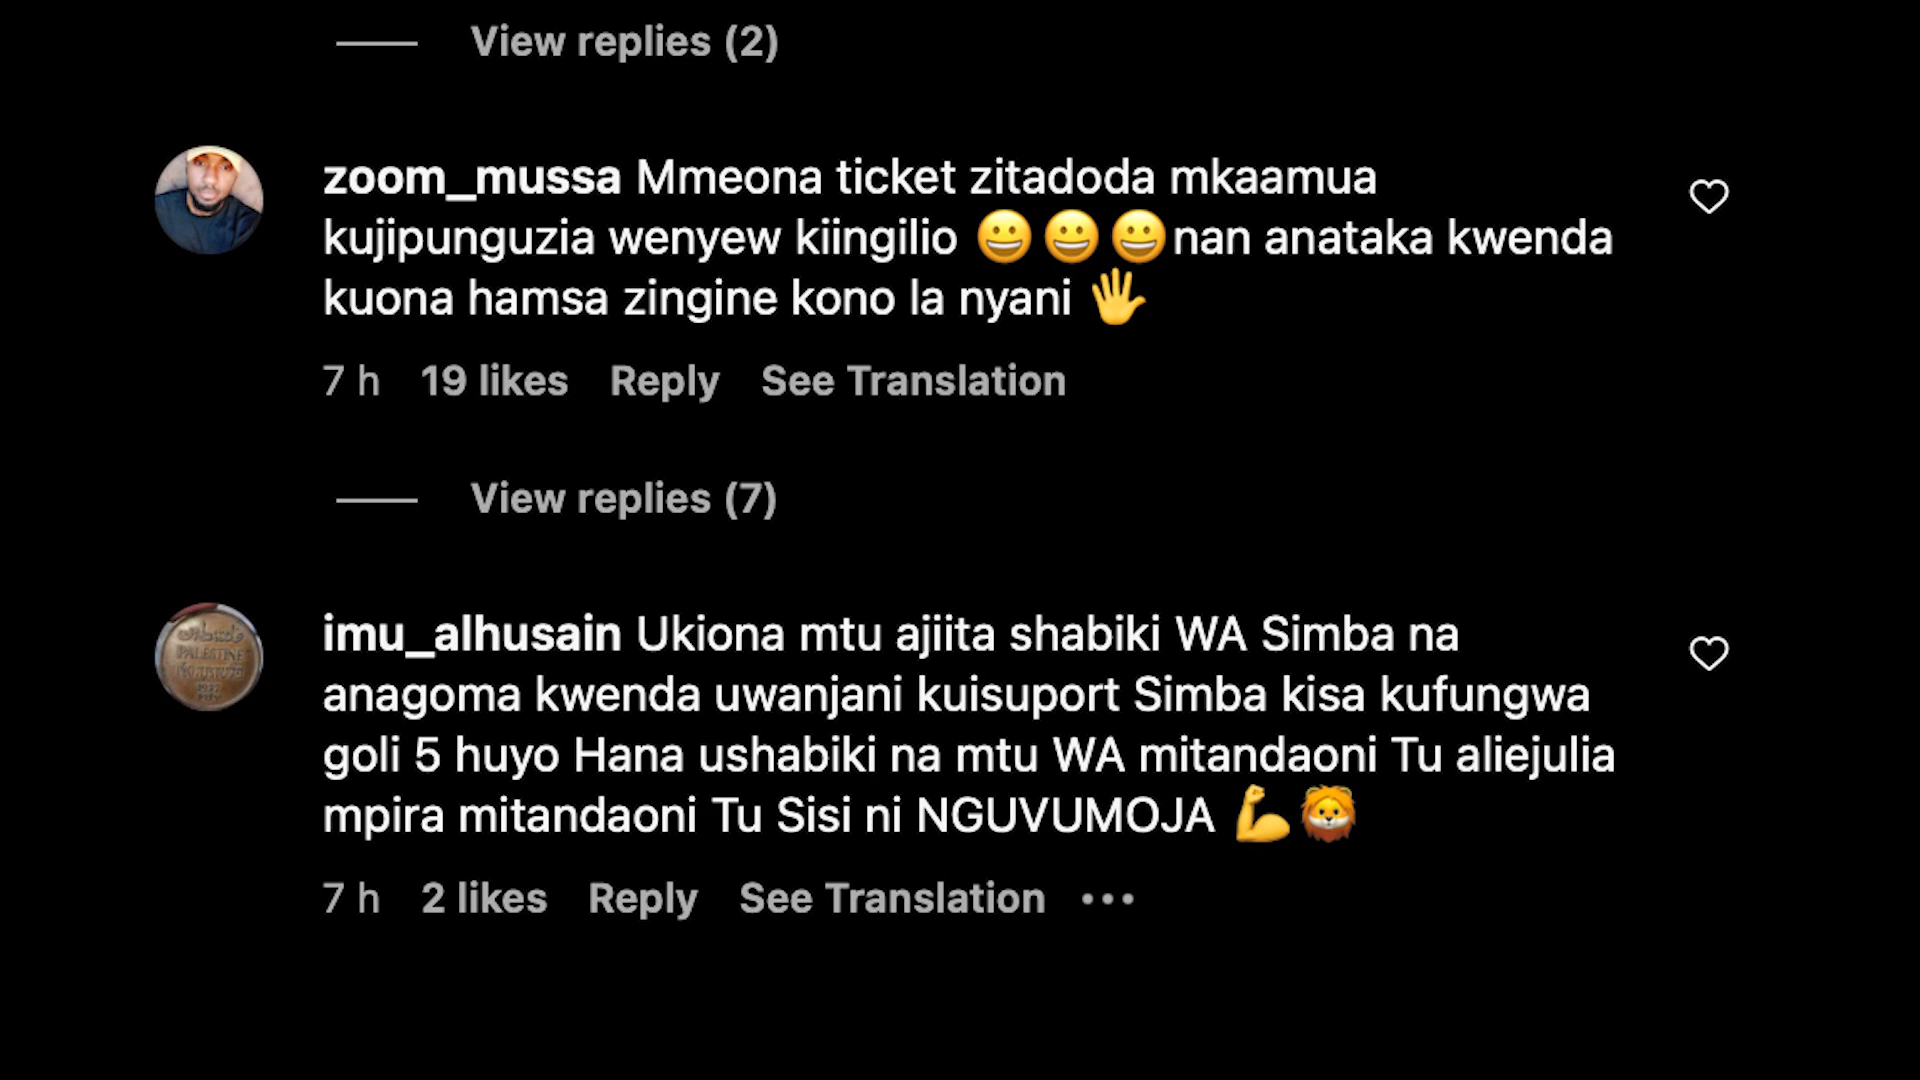 View replies (2)
zoom_mussa Mmeona ticket zitadoda mkaamua
kujipunguzia wenyew kiingilio 😀😀😀nan anataka kwenda
kuona hamsa zingine kono la nyani 🖐️
7 h 19 likes Reply See Translation
View replies (7)
PALESTINE
imu_alhusain Ukiona mtu ajiita shabiki WA Simba na
anagoma kwenda uwanjani kuisuport Simba kisa kufungwa
goli 5 huyo Hana ushabiki na mtu WA mitandaoni Tu aliejulia
mpira mitandaoni Tu Sisi ni NGUVUMOJA 💪🦁
7 h 2 likes Reply See Translation •••